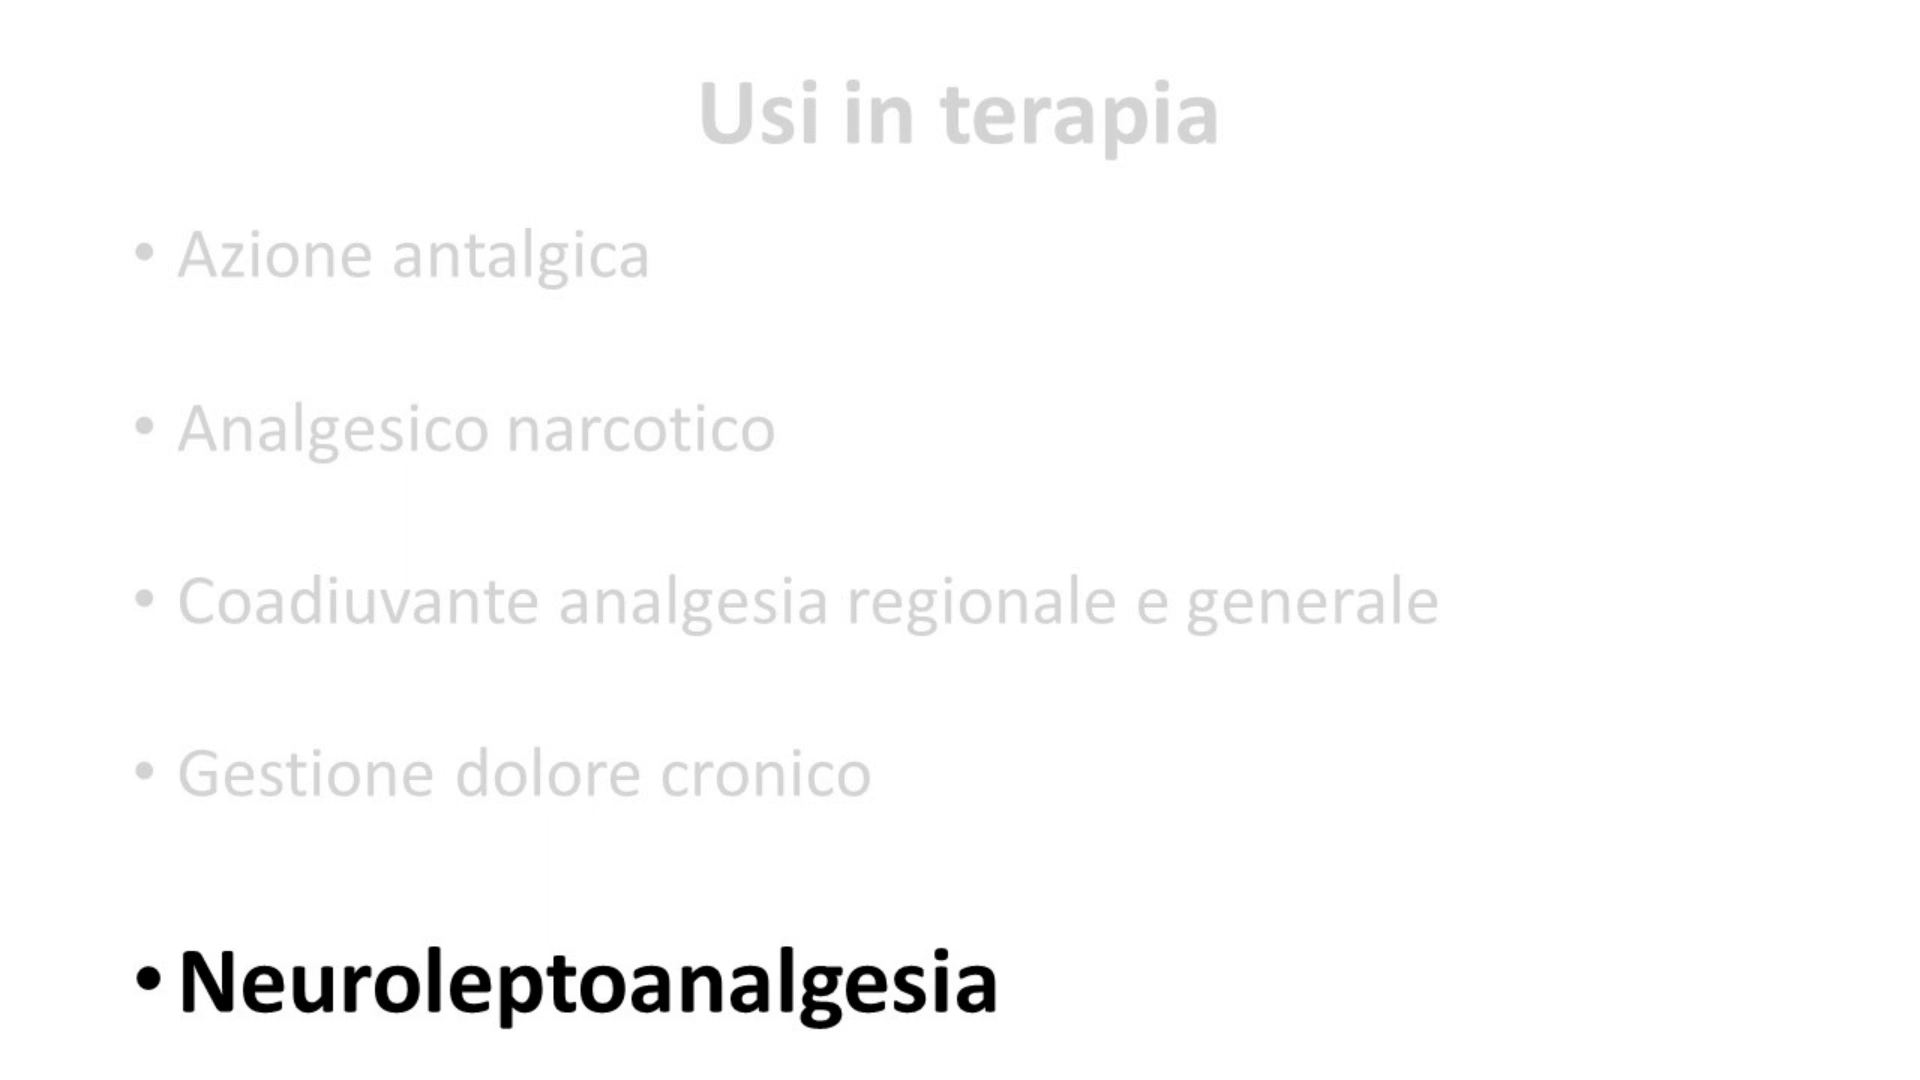 Usi in terapia
• Azione antalgica
• Analgesico narcotico
• Coadiuvante analgesia regionale e generale
• Gestione dolore cronico
• Neuroleptoanalgesia